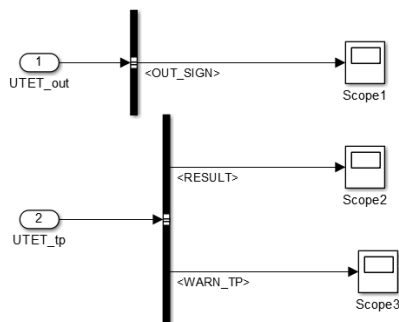 1
UTET_out
<OUT_SIGN>
Scope1
<RESULT>
Scope2
2
UTET_tp
<WARN_TP>
Scope3